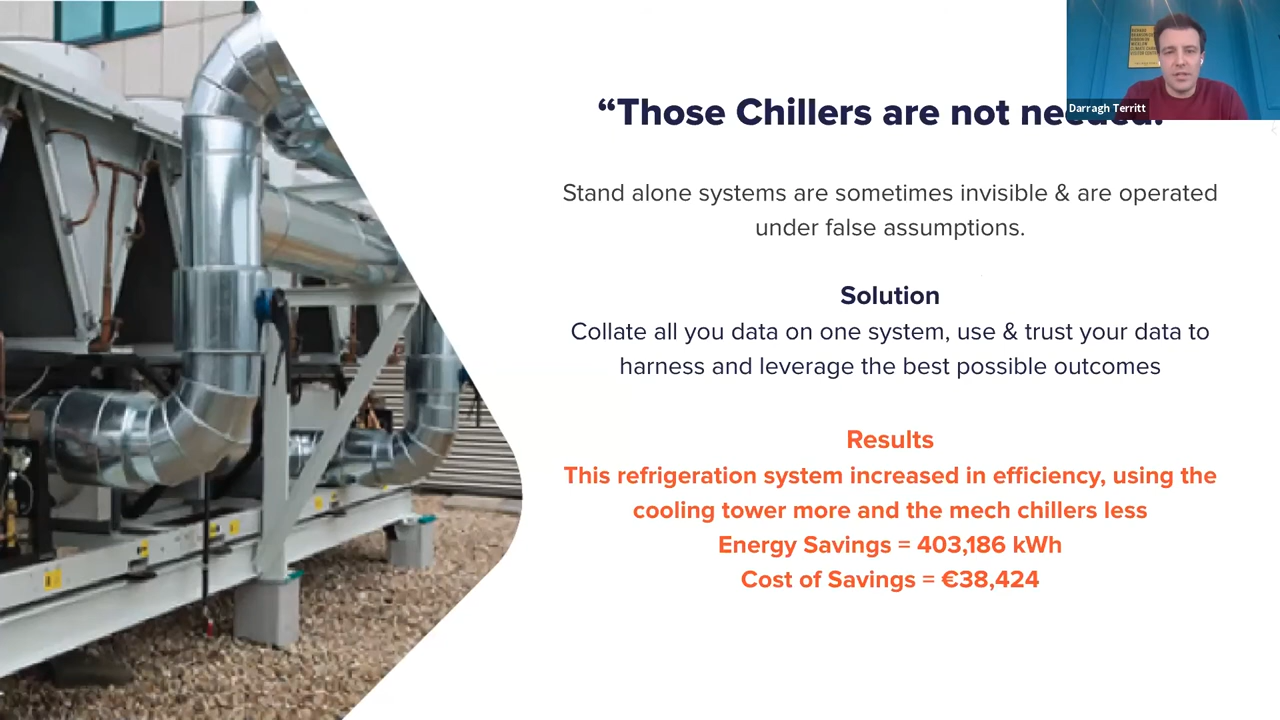 “Those Chillers are not needed.”
Darragh Territt
Stand alone systems are sometimes invisible & are operated
under false assumptions.
Solution
Collate all you data on one system, use & trust your data to
harness and leverage the best possible outcomes
Results
This refrigeration system increased in efficiency, using the
cooling tower more and the mech chillers less
Energy Savings = 403,186 kWh
Cost of Savings = €38,424